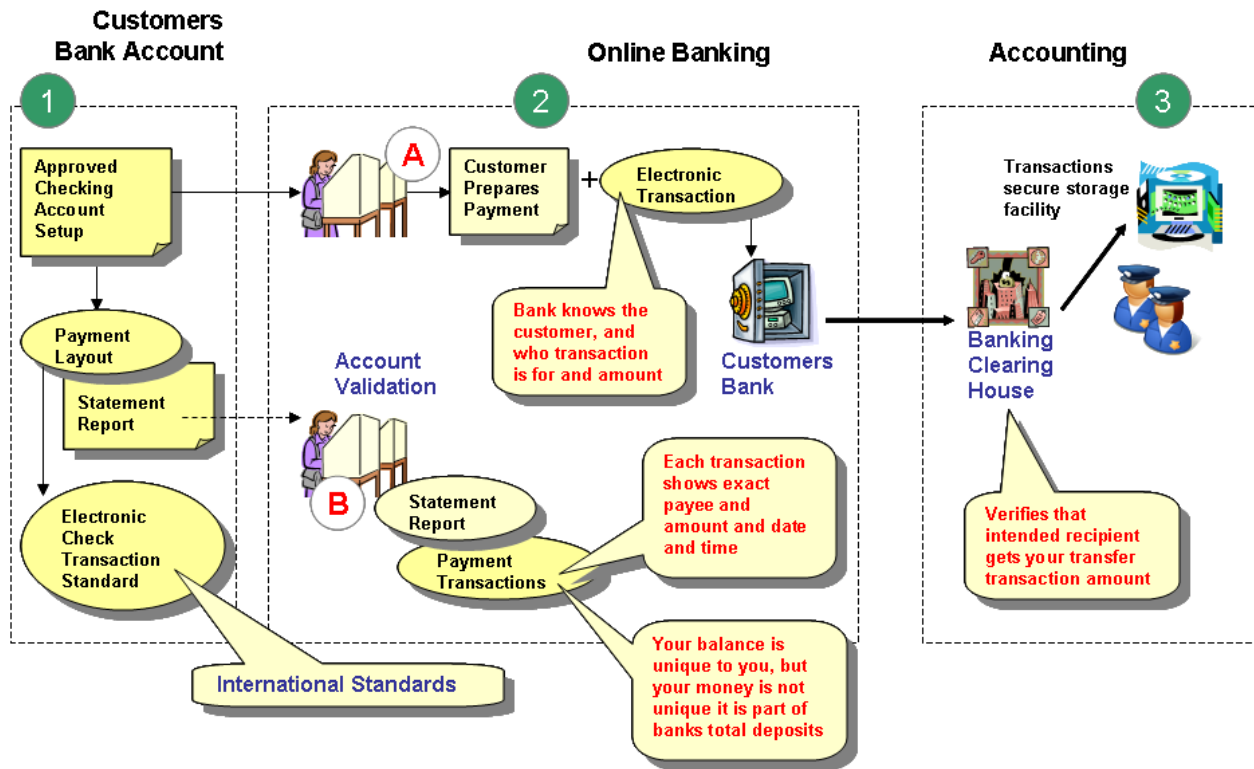 Customers
Bank Account
Online Banking
Accounting
1
2
3
Approved
Checking
Account
Setup
A
Customer
Prepares
Payment
+
Electronic
Transaction
Transactions
secure storage
facility
Payment
Layout
Statement
Report
Bank knows the
customer, and
who transaction
is for and amount
Account
Validation
Customers
Bank
Banking
Clearing
House
B
Statement
Report
Payment
Transactions
Each transaction
shows exact
payee and
amount and date
and time
Electronic
Check
Transaction
Standard
Verifies that
intended recipient
gets your transfer
transaction amount
International Standards
Your balance is
unique to you, but
your money is not
unique it is part of
banks total deposits